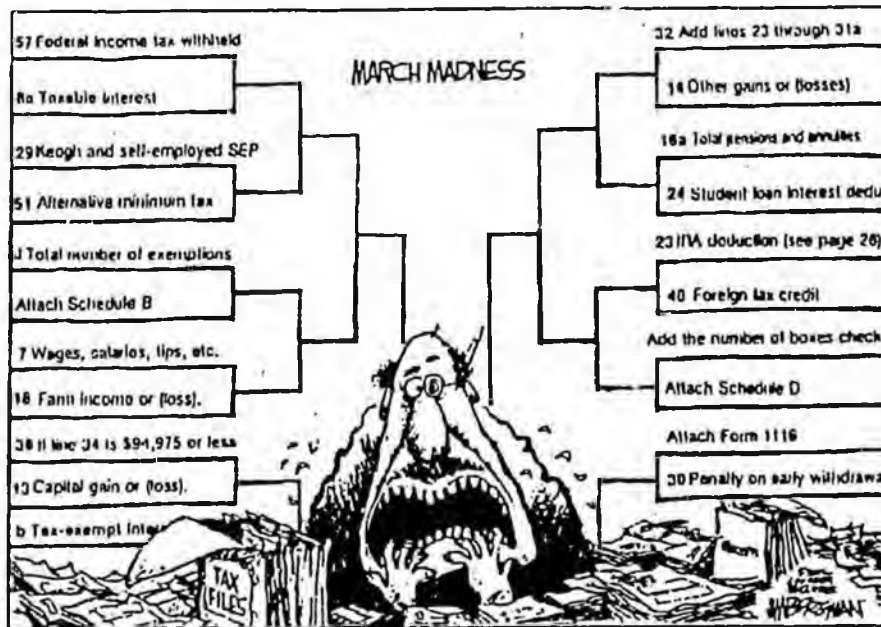 MARCH MADNESS
57 Federal income tax withheld
8a Taxable interest
29 Keogh and self-employed SEP
51 Alternative minimum tax
Total number of exemptions
Attach Schedule B
7 Wages, salaries, tips, etc.
18 Farm income or (loss).
36 If line 34 is $94,975 or less
13 Capital gain or (loss).
b Tax-exempt
32 Add lines 23 through 31a
14 Other gains or (losses)
16a Total pensions and annuities
24 Student loan interest dedu
23 IRA deduction (see page 26)
40 Foreign tax credit
Add the number of boxes check
Attach Schedule D
Attach Form 1116
30 Penalty on early withdrawa
TAX
FILES